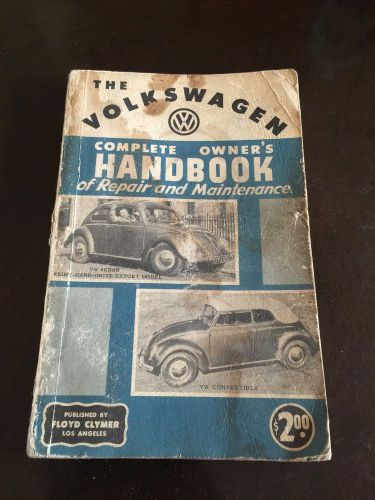 THE
VOLKSWAGEN
VW
COMPLETE OWNER'S
HANDBOOK
of Repair and Maintenance
VW SEDAN
RIGHT-HAND-DRIVE EXPORT MODEL
VW CONVERTIBLE
PUBLISHED BY
FLOYD CLYMER
LOS ANGELES
$2.00